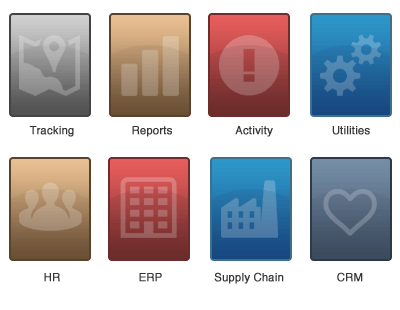 Tracking
Reports
Activity
Utilities
HR
ERP
Supply Chain
CRM